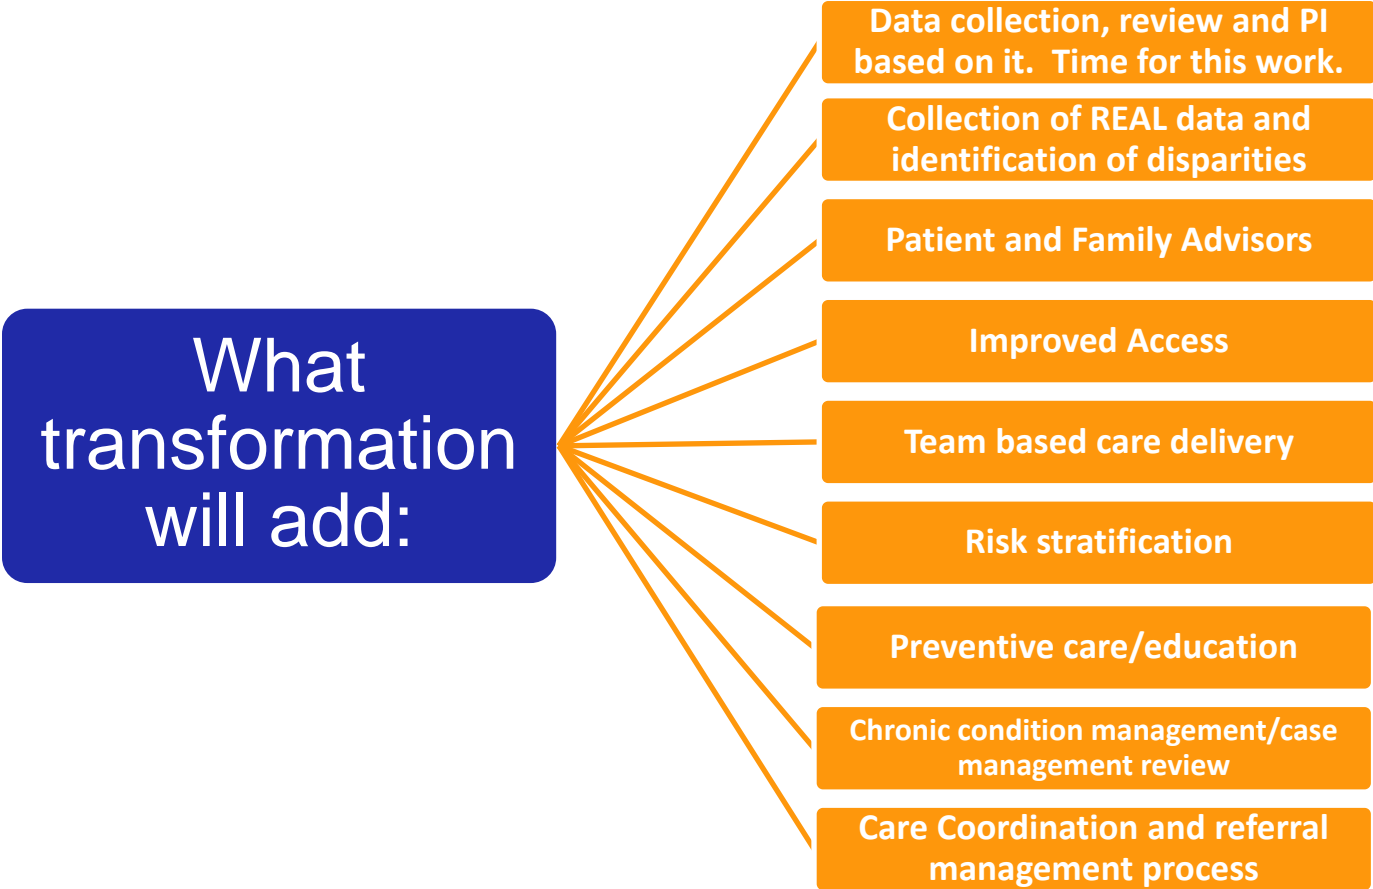 What
transformation
will add:
Data collection, review and PI
based on it.  Time for this work.
Collection of REAL data and
identification of disparities
Patient and Family Advisors
Improved Access
Team based care delivery
Risk stratification
Preventive care/education
Chronic condition management/case
management review
Care Coordination and referral
management process